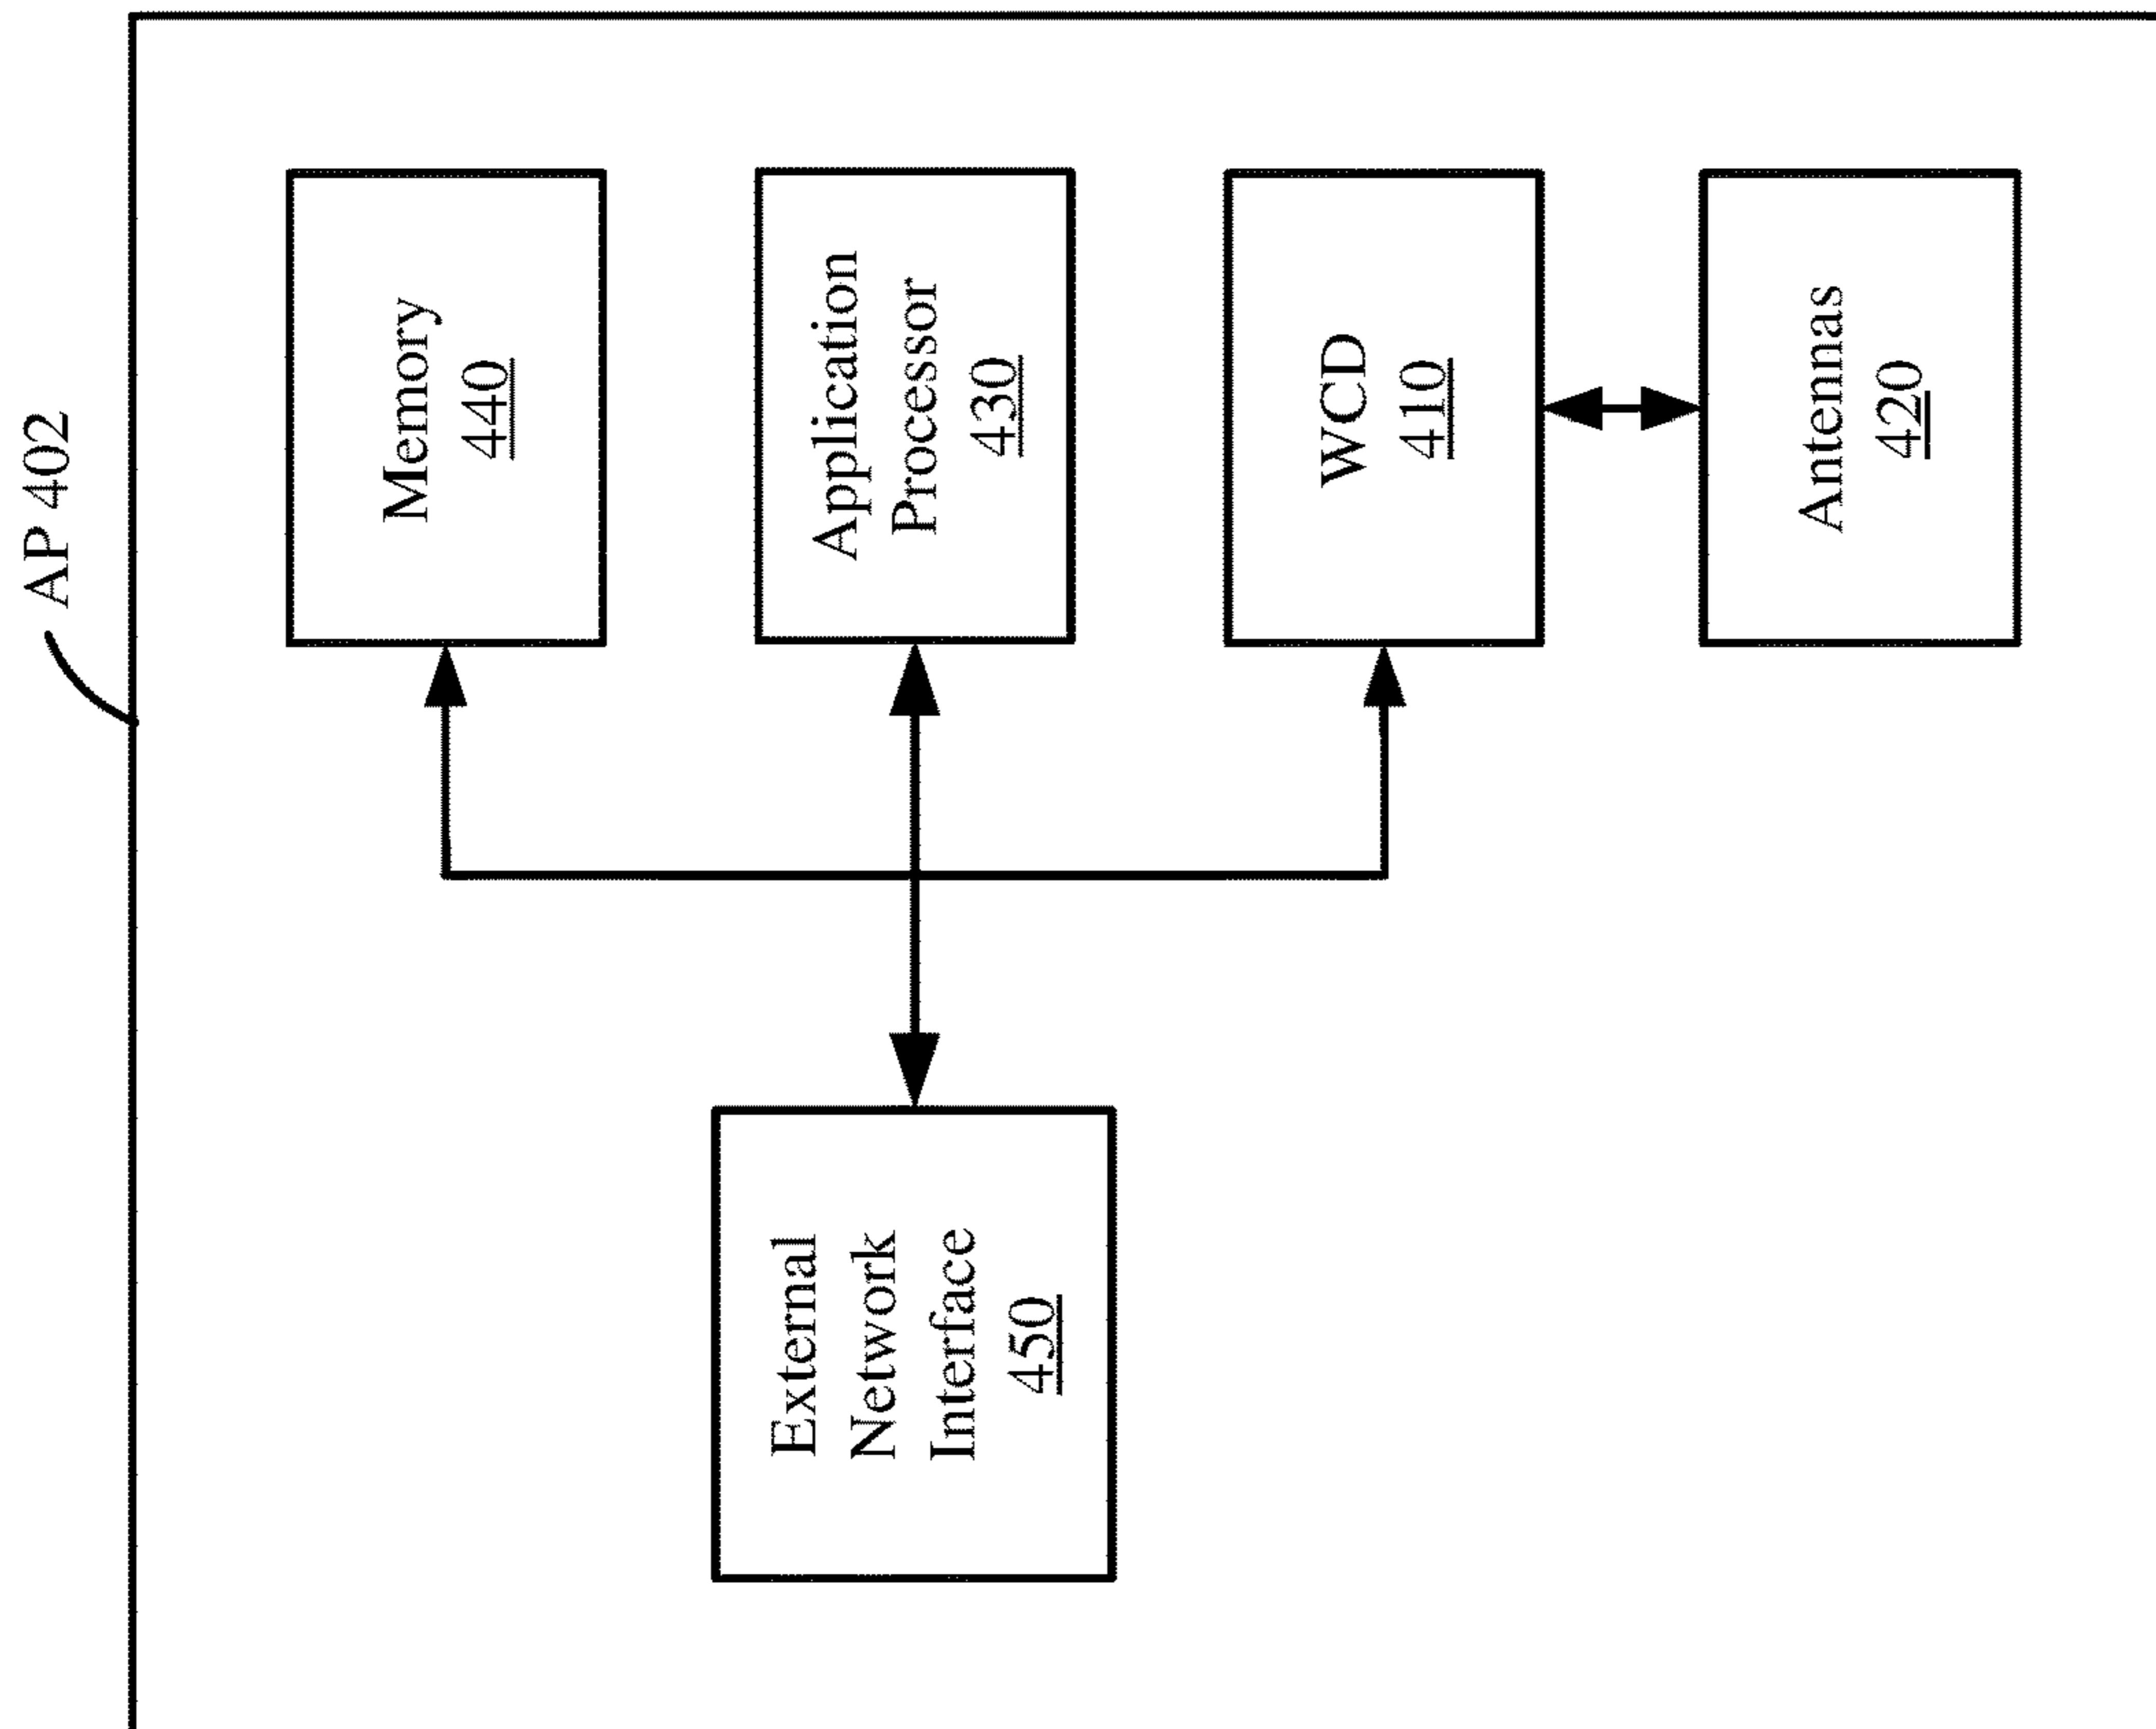 AP 402
Memory
440
Application
Processor
430
WCD
410
Antennas
420
External
Network
Interface
450